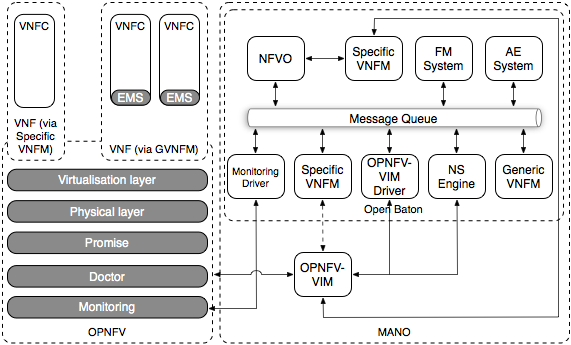 VNFC
VNFC
VNFC
EMS
EMS
VNF (via
Specific
VNFM)
VNF (via GVNFM)
Virtualisation layer
Physical layer
Promise
Doctor
Monitoring
OPNFV
NFVO
Specific
VNFM
FM
System
AE
System
Message Queue
Monitoring
Driver
Specific
VNFM
OPNFV-
VIM
Driver
NS
Engine
Generic
VNFM
Open Baton
OPNFV-
VIM
MANO